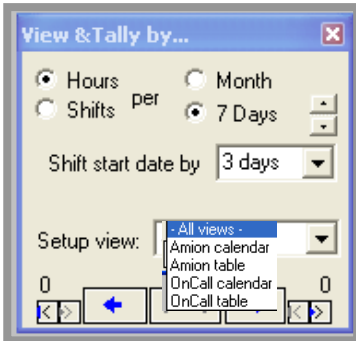 View &Tally by...
Hours per Month
Shifts 7 Days
Shift start date by 3 days
Setup view:
- All views -
Amion calendar
Amion table
OnCall calendar
OnCall table
0 0